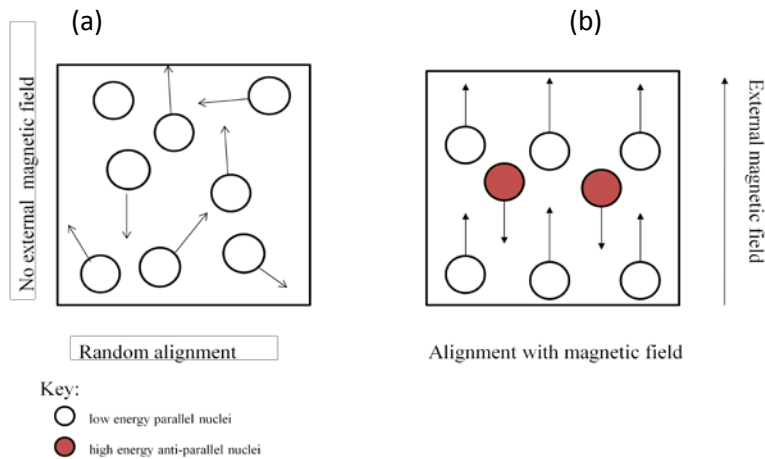 (a)
(b)
No external magnetic field
External magnetic field
Random alignment
Alignment with magnetic field
Key:
low energy parallel nuclei
high energy anti-parallel nuclei